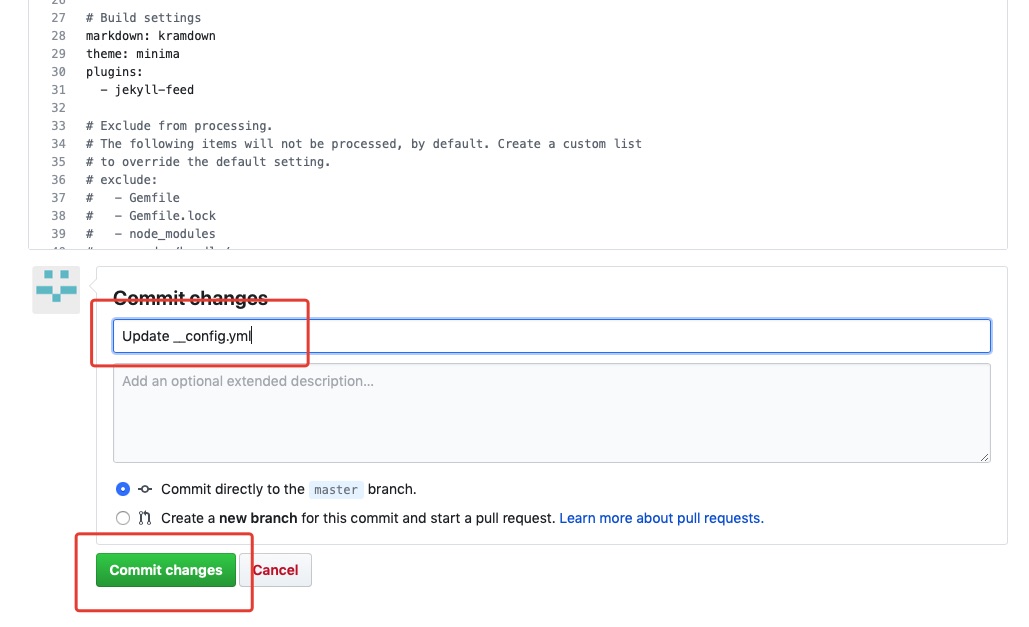 27 # Build settings
28 markdown: kramdown
29 theme: minima
30 plugins:
31 - jekyll-feed
32
33 # Exclude from processing.
34 # The following items will not be processed, by default. Create a custom list
35 # to override the default setting.
36 # exclude:
37 # - Gemfile
38 # - Gemfile.lock
39 # - node_modules
Commit changes
Update __config.yml
Add an optional extended description...
Commit directly to the master branch.
Create a new branch for this commit and start a pull request. Learn more about pull requests.
Commit changes Cancel